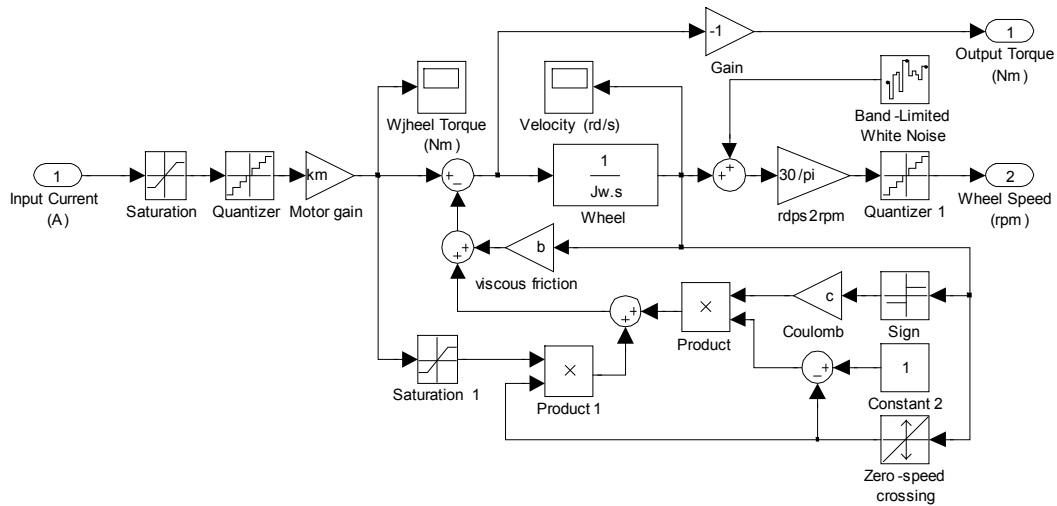 -1
Gain
1
Output Torque
(Nm )
Band -Limited
White Noise
Wjheel Torque
(Nm )
Velocity (rd/s)
1
Input Current
(A)
Saturation
Quantizer
km
Motor gain
+
−
1
Jw.s
Wheel
+
+
30 /pi
rdps2rpm
Quantizer 1
2
Wheel Speed
(rpm )
+
+
b
viscous friction
+
+
×
Product
c
Coulomb
Sign
Saturation 1
×
Product 1
+
−
1
Constant 2
Zero -speed
crossing